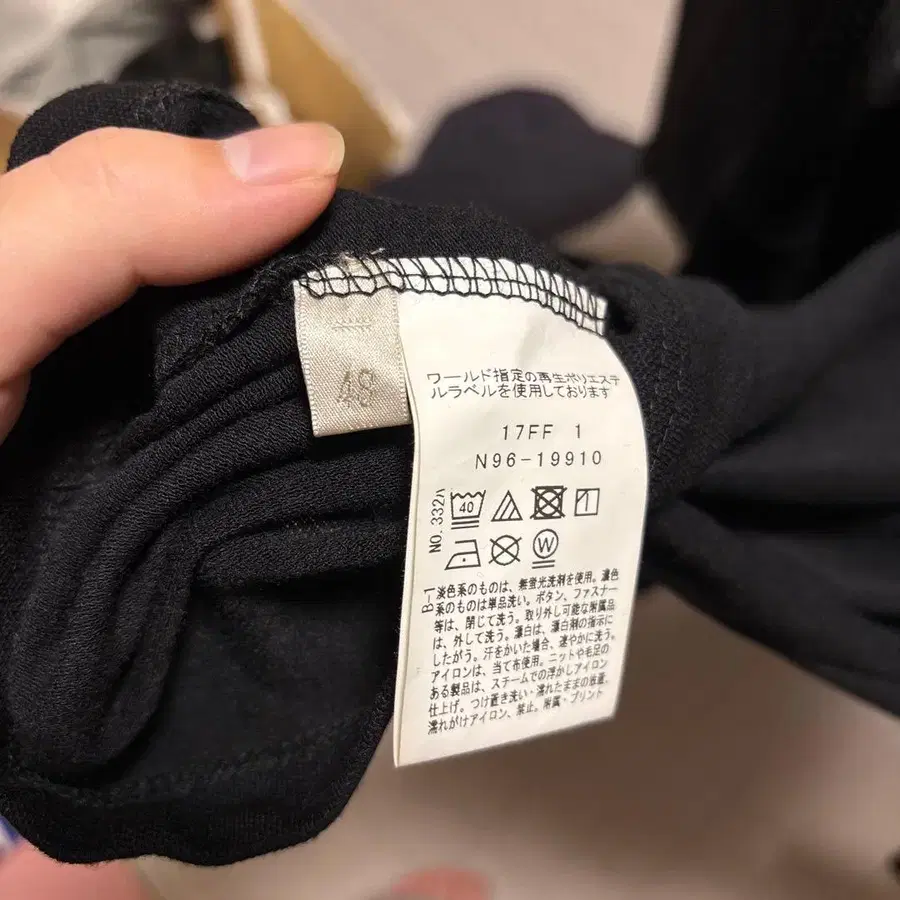 48
ワールド指定の再生ポリエステ
ルラベルを使用しております
17FF 1
N96-19910
NO.332ハ
40
W
B-1
淡色系のものは、無蛍光洗剤を使用。濃色
系のものは単品洗い。ボタン、ファスナー
等は、閉じて洗う。取り外し可能な附属品
は、外して洗う。漂白は、漂白剤の指示に
したがう。汗をかいた場合、速やかに洗う。
アイロンは、当て布使用。ニットや毛足の
ある製品は、スチームでの浮かしアイロン
仕上げ。つけ置き洗い・濡れたままの放置、
濡れがけアイロン、禁止。附属・プリント